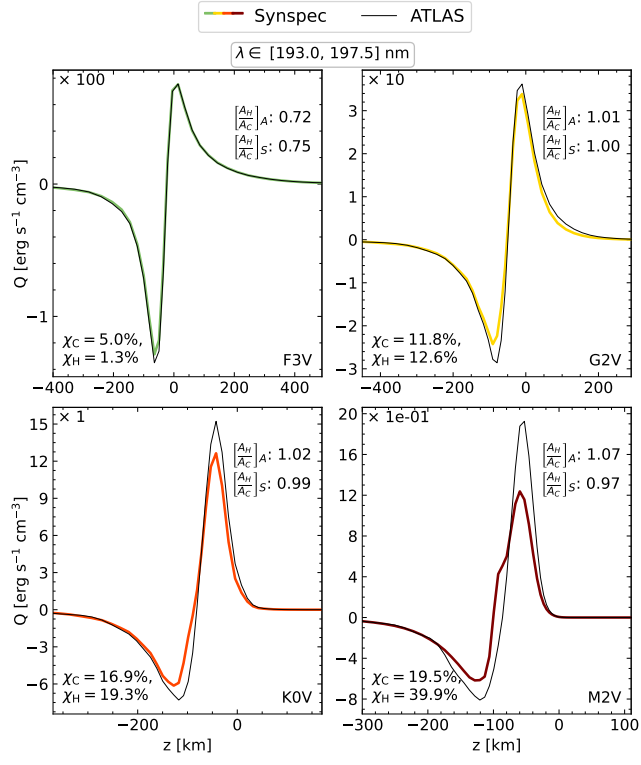 Synspec ATLAS
λ ∈ [193.0, 197.5] nm
× 100
[A_H/A_C]_A: 0.72
[A_H/A_C]_S: 0.75
Q [erg s⁻¹ cm⁻³]
0
−1
χ_C = 5.0%,
χ_H = 1.3%
F3V
−400 −200 0 200 400
× 10
[A_H/A_C]_A: 1.01
[A_H/A_C]_S: 1.00
3
2
1
0
−1
−2
−3
χ_C = 11.8%,
χ_H = 12.6%
G2V
−400 −200 0 200
× 1
[A_H/A_C]_A: 1.02
[A_H/A_C]_S: 0.99
Q [erg s⁻¹ cm⁻³]
15
12
9
6
3
0
−3
−6
χ_C = 16.9%,
χ_H = 19.3%
K0V
−200 0
z [km]
× 1e-01
[A_H/A_C]_A: 1.07
[A_H/A_C]_S: 0.97
20
16
12
8
4
0
−4
−8
χ_C = 19.5%,
χ_H = 39.9%
M2V
−300 −200 −100 0 100
z [km]